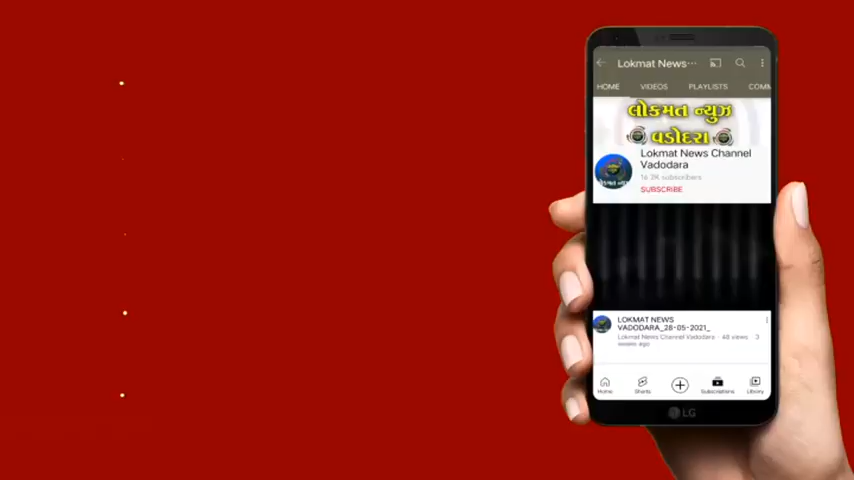 Lokmat News...
HOME VIDEOS PLAYLISTS COMM
લોકમત ન્યુઝ
વડોદરા
Lokmat News Channel
Vadodara
16.2K subscribers
SUBSCRIBE
LOKMAT NEWS
VADODARA_28-05-2021_
Lokmat News Channel Vadodara · 48 views · 3
weeks ago
Home Shorts Subscriptions Library
LG